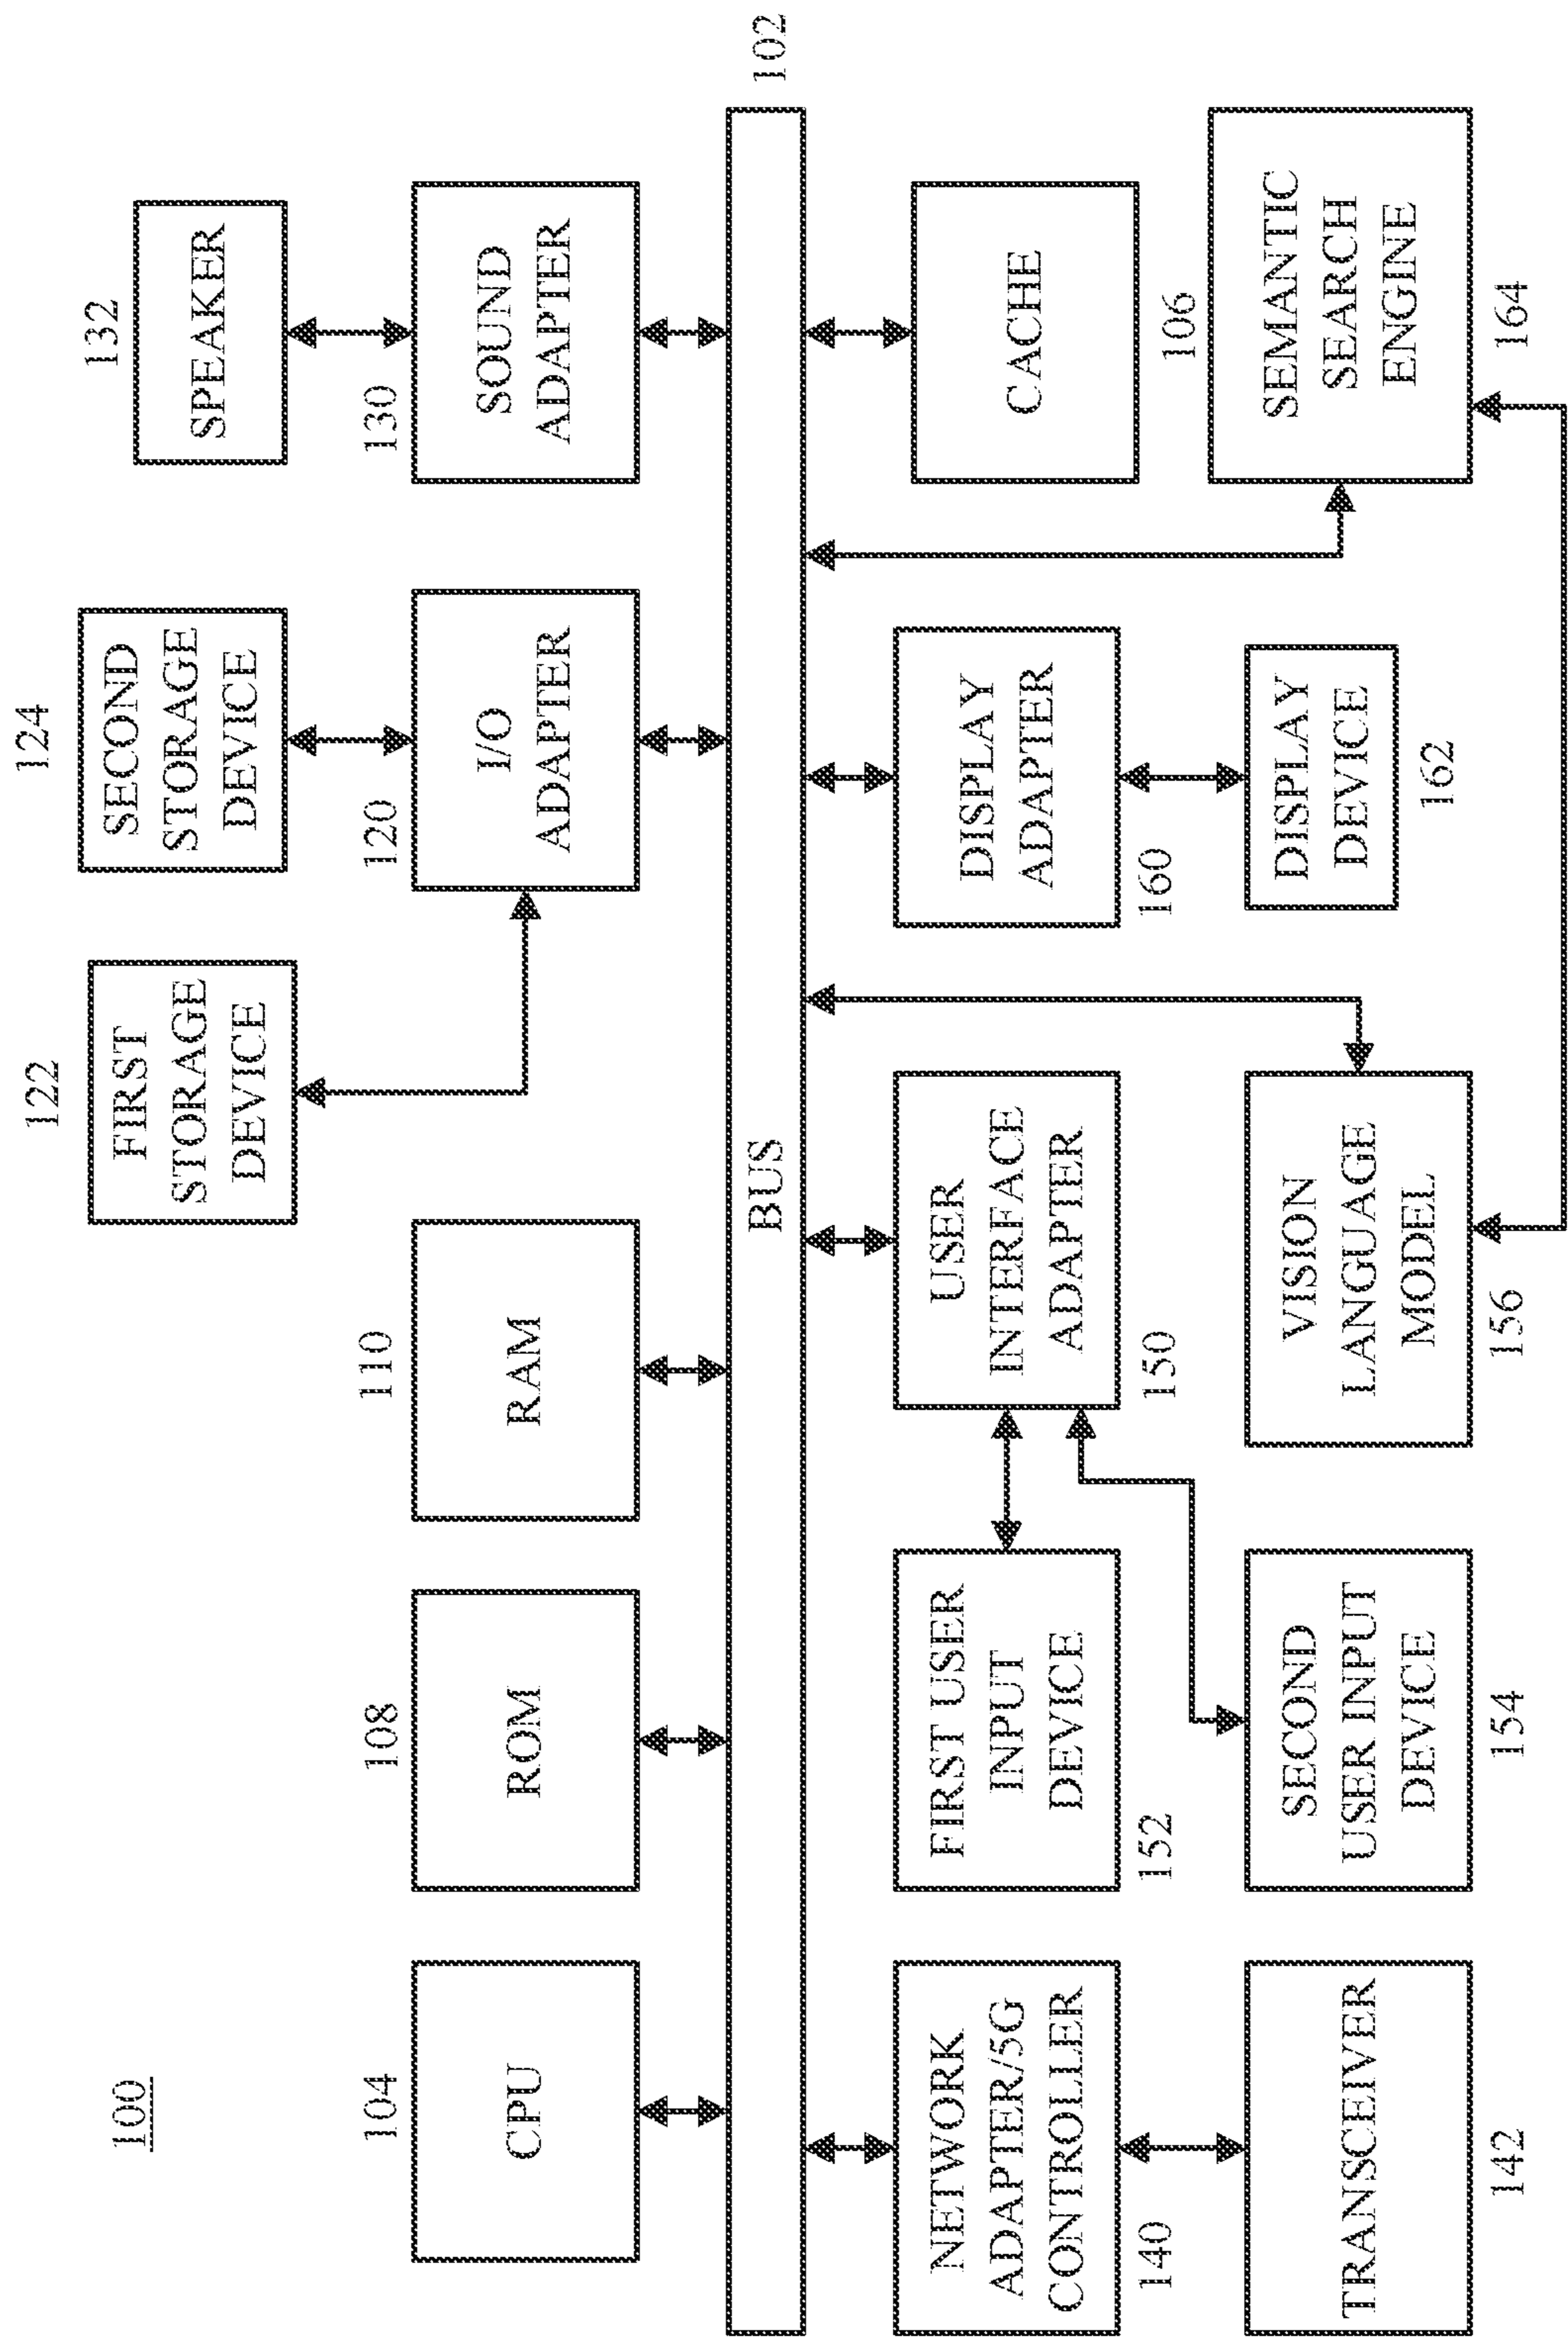 100
122
FIRST
STORAGE
DEVICE
124
SECOND
STORAGE
DEVICE
132
SPEAKER
104
CPU
108
ROM
110
RAM
120
I/O
ADAPTER
130
SOUND
ADAPTER
BUS
102
NETWORK
ADAPTER/5G
CONTROLLER
140
FIRST USER
INPUT
DEVICE
152
USER
INTERFACE
ADAPTER
150
DISPLAY
ADAPTER
160
CACHE
106
TRANSCEIVER
142
SECOND
USER INPUT
DEVICE
154
VISION
LANGUAGE
MODEL
156
DISPLAY
DEVICE
162
SEMANTIC
SEARCH
ENGINE
164